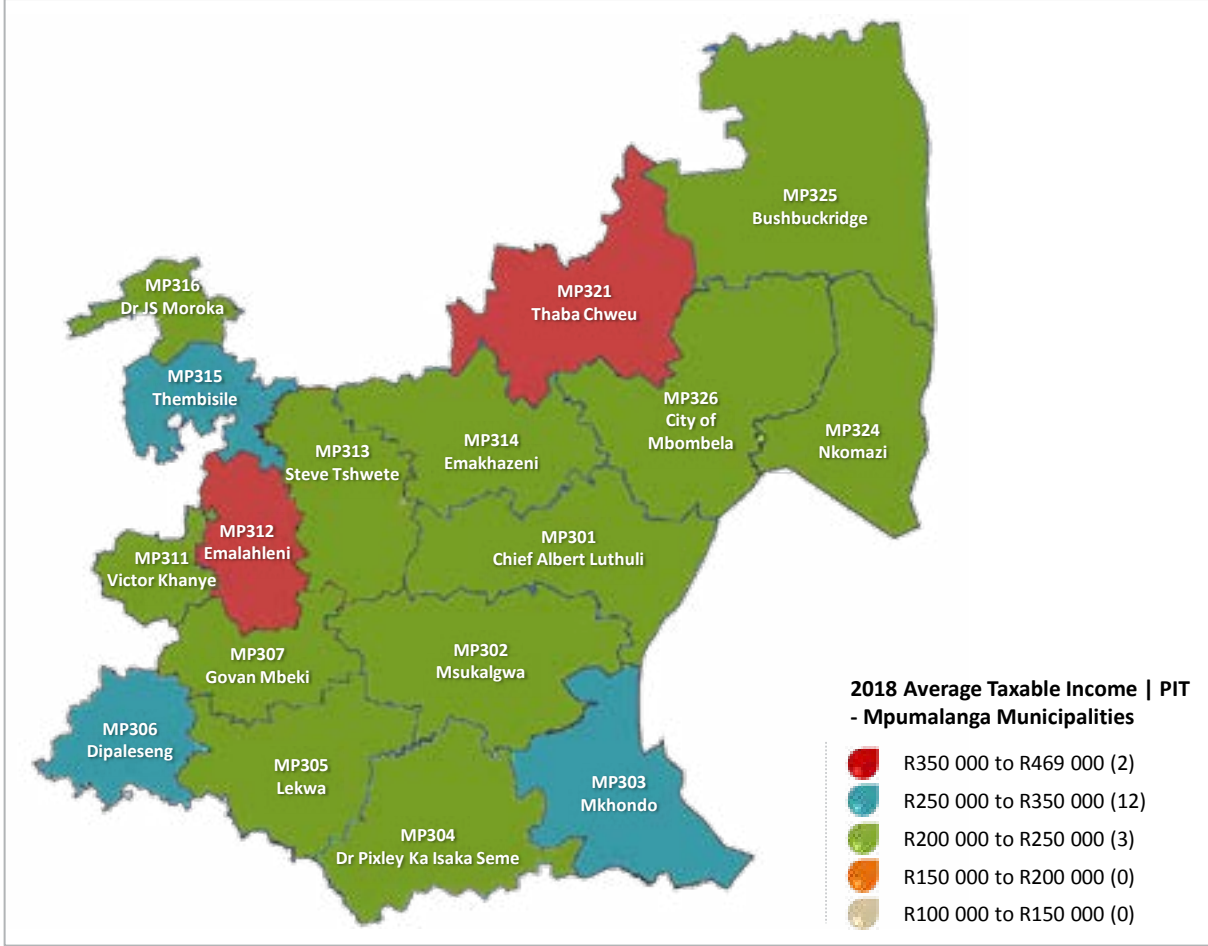 MP325
Bushbuckridge
MP316
Dr JS Moroka
MP321
Thaba Chweu
MP315
Thembisile
MP326
City of
Mbombela
MP324
Nkomazi
MP314
Emakhazeni
MP313
Steve Tshwete
MP312
Emalahleni
MP301
Chief Albert Luthuli
MP311
Victor Khanye
MP307
Govan Mbeki
MP302
Msukalgwa
MP306
Dipaleseng
MP305
Lekwa
MP303
Mkhondo
MP304
Dr Pixley Ka Isaka Seme
2018 Average Taxable Income | PIT
- Mpumalanga Municipalities
R350 000 to R469 000 (2)
R250 000 to R350 000 (12)
R200 000 to R250 000 (3)
R150 000 to R200 000 (0)
R100 000 to R150 000 (0)